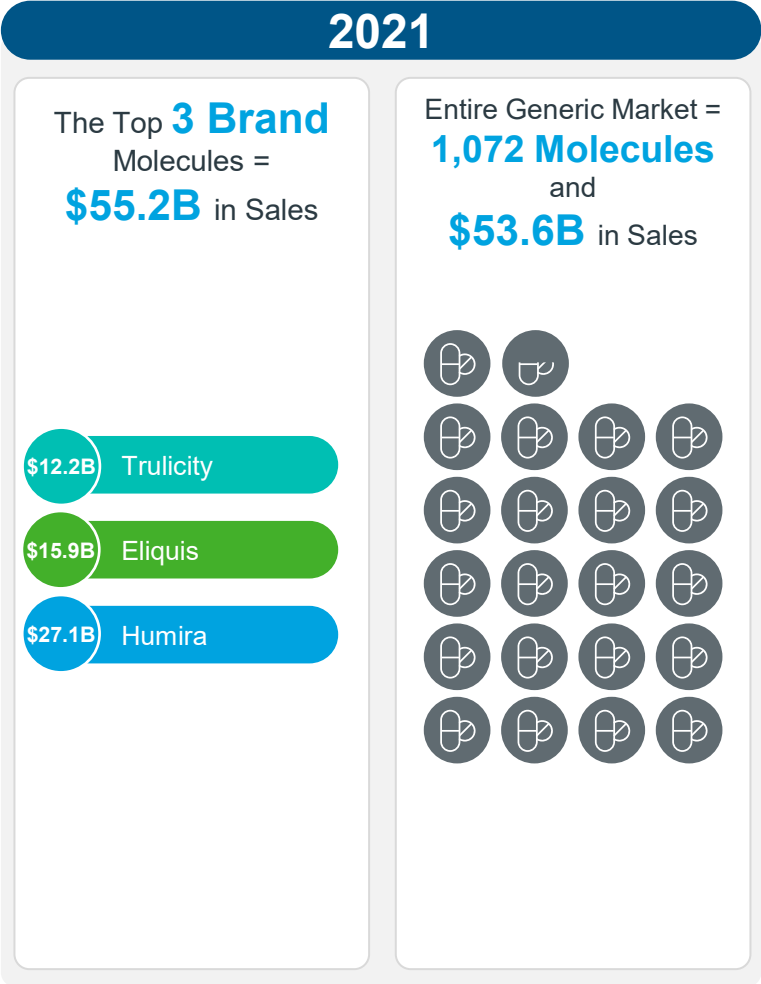 2021
The Top 3 Brand
Molecules =
$55.2B in Sales
$12.2B Trulicity
$15.9B Eliquis
$27.1B Humira
Entire Generic Market =
1,072 Molecules
and
$53.6B in Sales